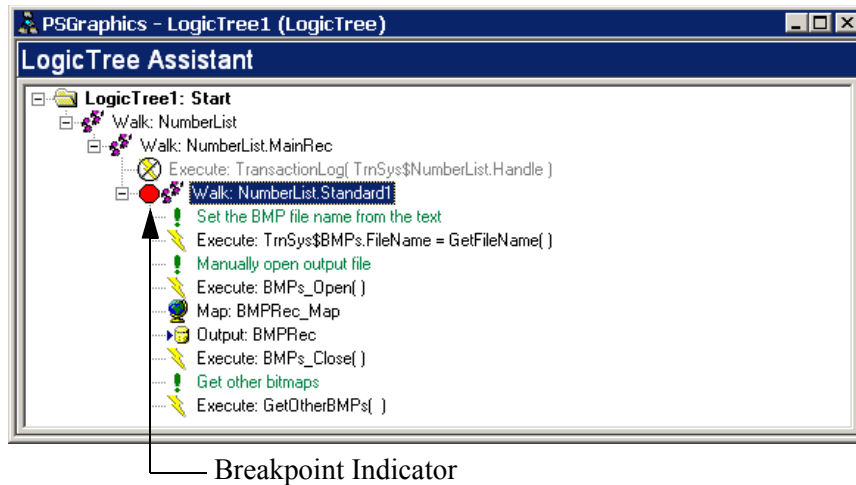 PSGraphics - LogicTree1 (LogicTree)
LogicTree Assistant
LogicTree1: Start
Walk: NumberList
Walk: NumberList.MainRec
Execute: TransactionLog( TrnSys$NumberList.Handle )
Walk: NumberList.Standard1
Set the BMP file name from the text
Execute: TrnSys$BMPs.FileName = GetFileName( )
Manually open output file
Execute: BMPs_Open( )
Map: BMPRec_Map
Output: BMPRec
Execute: BMPs_Close( )
Get other bitmaps
Execute: GetOtherBMPs(  )
Breakpoint Indicator